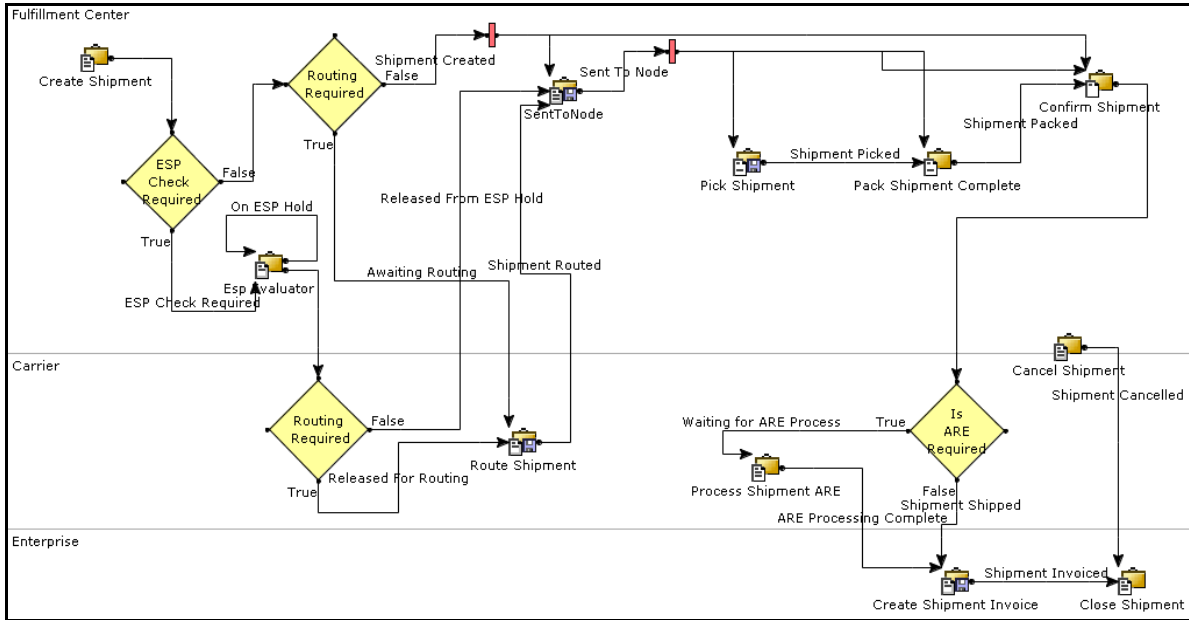 Fulfillment Center
Create Shipment
Routing
Required
False
Shipment Created
Sent To Node
SentToNode
Confirm Shipment
True
ESP
Check
Required
False
True
Shipment Packed
Shipment Picked
Pick Shipment
Pack Shipment Complete
Released From ESP Hold
On ESP Hold
Esp Evaluator
ESP Check Required
Awaiting Routing
Shipment Routed
Carrier
Cancel Shipment
Shipment Cancelled
Routing
Required
False
True
Released For Routing
Route Shipment
Is
ARE
Required
True
Waiting for ARE Process
Process Shipment ARE
False
Shipment Shipped
ARE Processing Complete
Enterprise
Create Shipment Invoice
Shipment Invoiced
Close Shipment